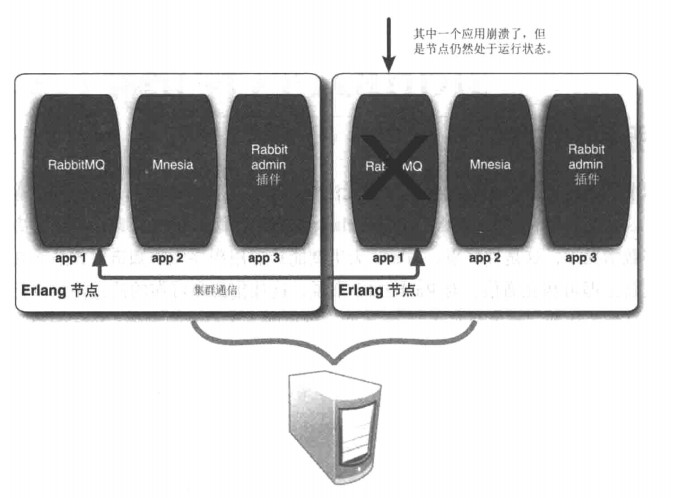 其中一个应用崩溃了，但
是节点仍然处于运行状态。
RabbitMQ
Mnesia
Rabbit
admin
插件
app 1
app 2
app 3
Erlang 节点
集群通信
Mnesia
Rabbit
admin
插件
app 1
app 2
app 3
Erlang 节点